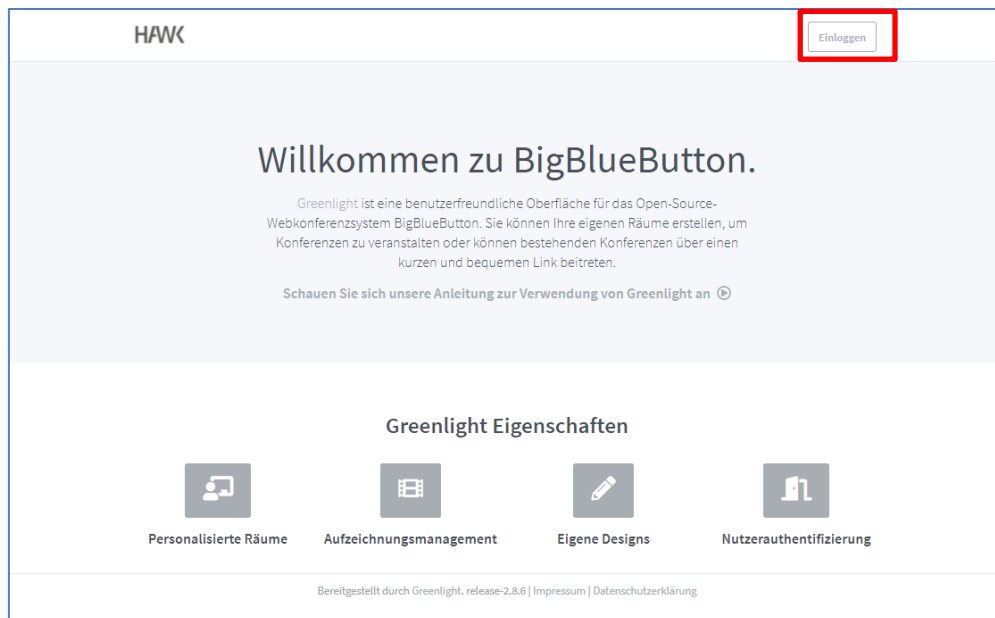 HAWK
Einloggen
Willkommen zu BigBlueButton.
Greenlight ist eine benutzerfreundliche Oberfläche für das Open-Source-
Webkonferenzsystem BigBlueButton. Sie können Ihre eigenen Räume erstellen, um
Konferenzen zu veranstalten oder können bestehenden Konferenzen über einen
kurzen und bequemen Link beitreten.
Schauen Sie sich unsere Anleitung zur Verwendung von Greenlight an
Greenlight Eigenschaften
Personalisierte Räume
Aufzeichnungsmanagement
Eigene Designs
Nutzerauthentifizierung
Bereitgestellt durch Greenlight. release-2.8.6 | Impressum | Datenschutzerklärung